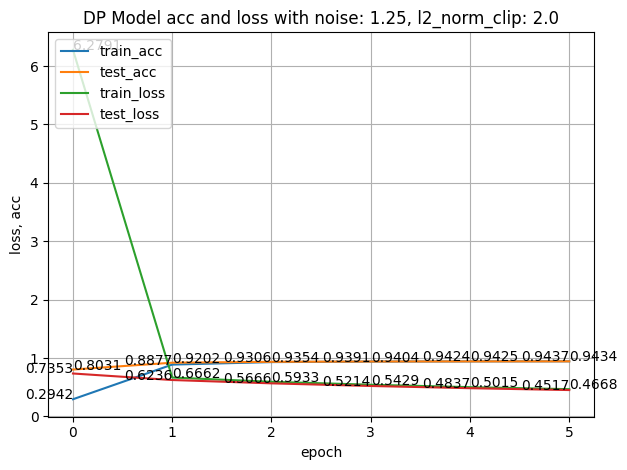 DP Model acc and loss with noise: 1.25, l2_norm_clip: 2.0
6.2791
train_acc
test_acc
train_loss
test_loss
6
5
4
3
2
1
0
loss, acc
0.7353 0.8031 0.8877 0.9202 0.9306 0.9354 0.9391 0.9404 0.9424 0.9425 0.9437 0.9434
0.2942 0.6236 0.6662 0.5666 0.5933 0.5214 0.5429 0.4837 0.5015 0.4517 0.4668
0 1 2 3 4 5
epoch